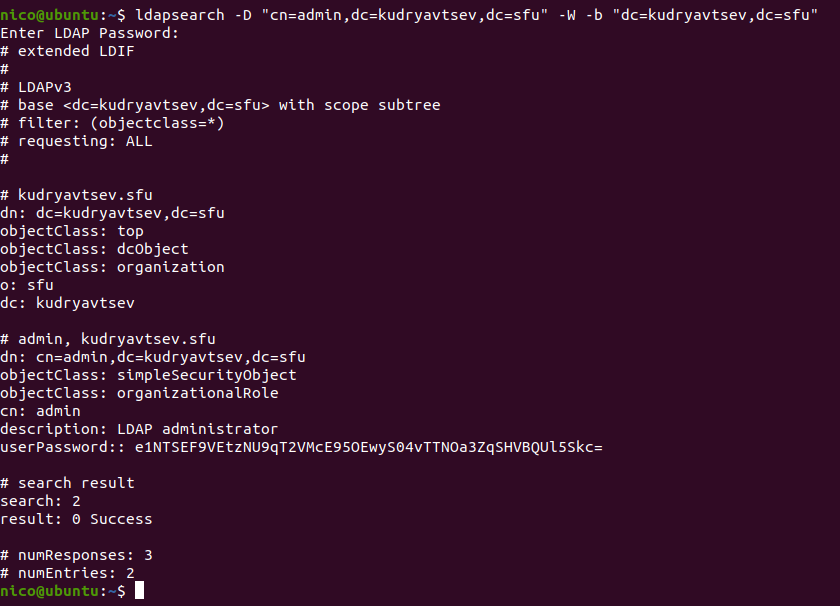 nico@ubuntu:~$ ldapsearch -D "cn=admin,dc=kudryavtsev,dc=sfu" -W -b "dc=kudryavtsev,dc=sfu"
Enter LDAP Password:
# extended LDIF
#
# LDAPv3
# base <dc=kudryavtsev,dc=sfu> with scope subtree
# filter: (objectclass=*)
# requesting: ALL
#
# kudryavtsev.sfu
dn: dc=kudryavtsev,dc=sfu
objectClass: top
objectClass: dcObject
objectClass: organization
o: sfu
dc: kudryavtsev
# admin, kudryavtsev.sfu
dn: cn=admin,dc=kudryavtsev,dc=sfu
objectClass: simpleSecurityObject
objectClass: organizationalRole
cn: admin
description: LDAP administrator
userPassword:: e1NTSEF9VEtzNU9qT2VMcE95OEwyS04vTTNOa3ZqSHVBQUl5Skc=
# search result
search: 2
result: 0 Success
# numResponses: 3
# numEntries: 2
nico@ubuntu:~$